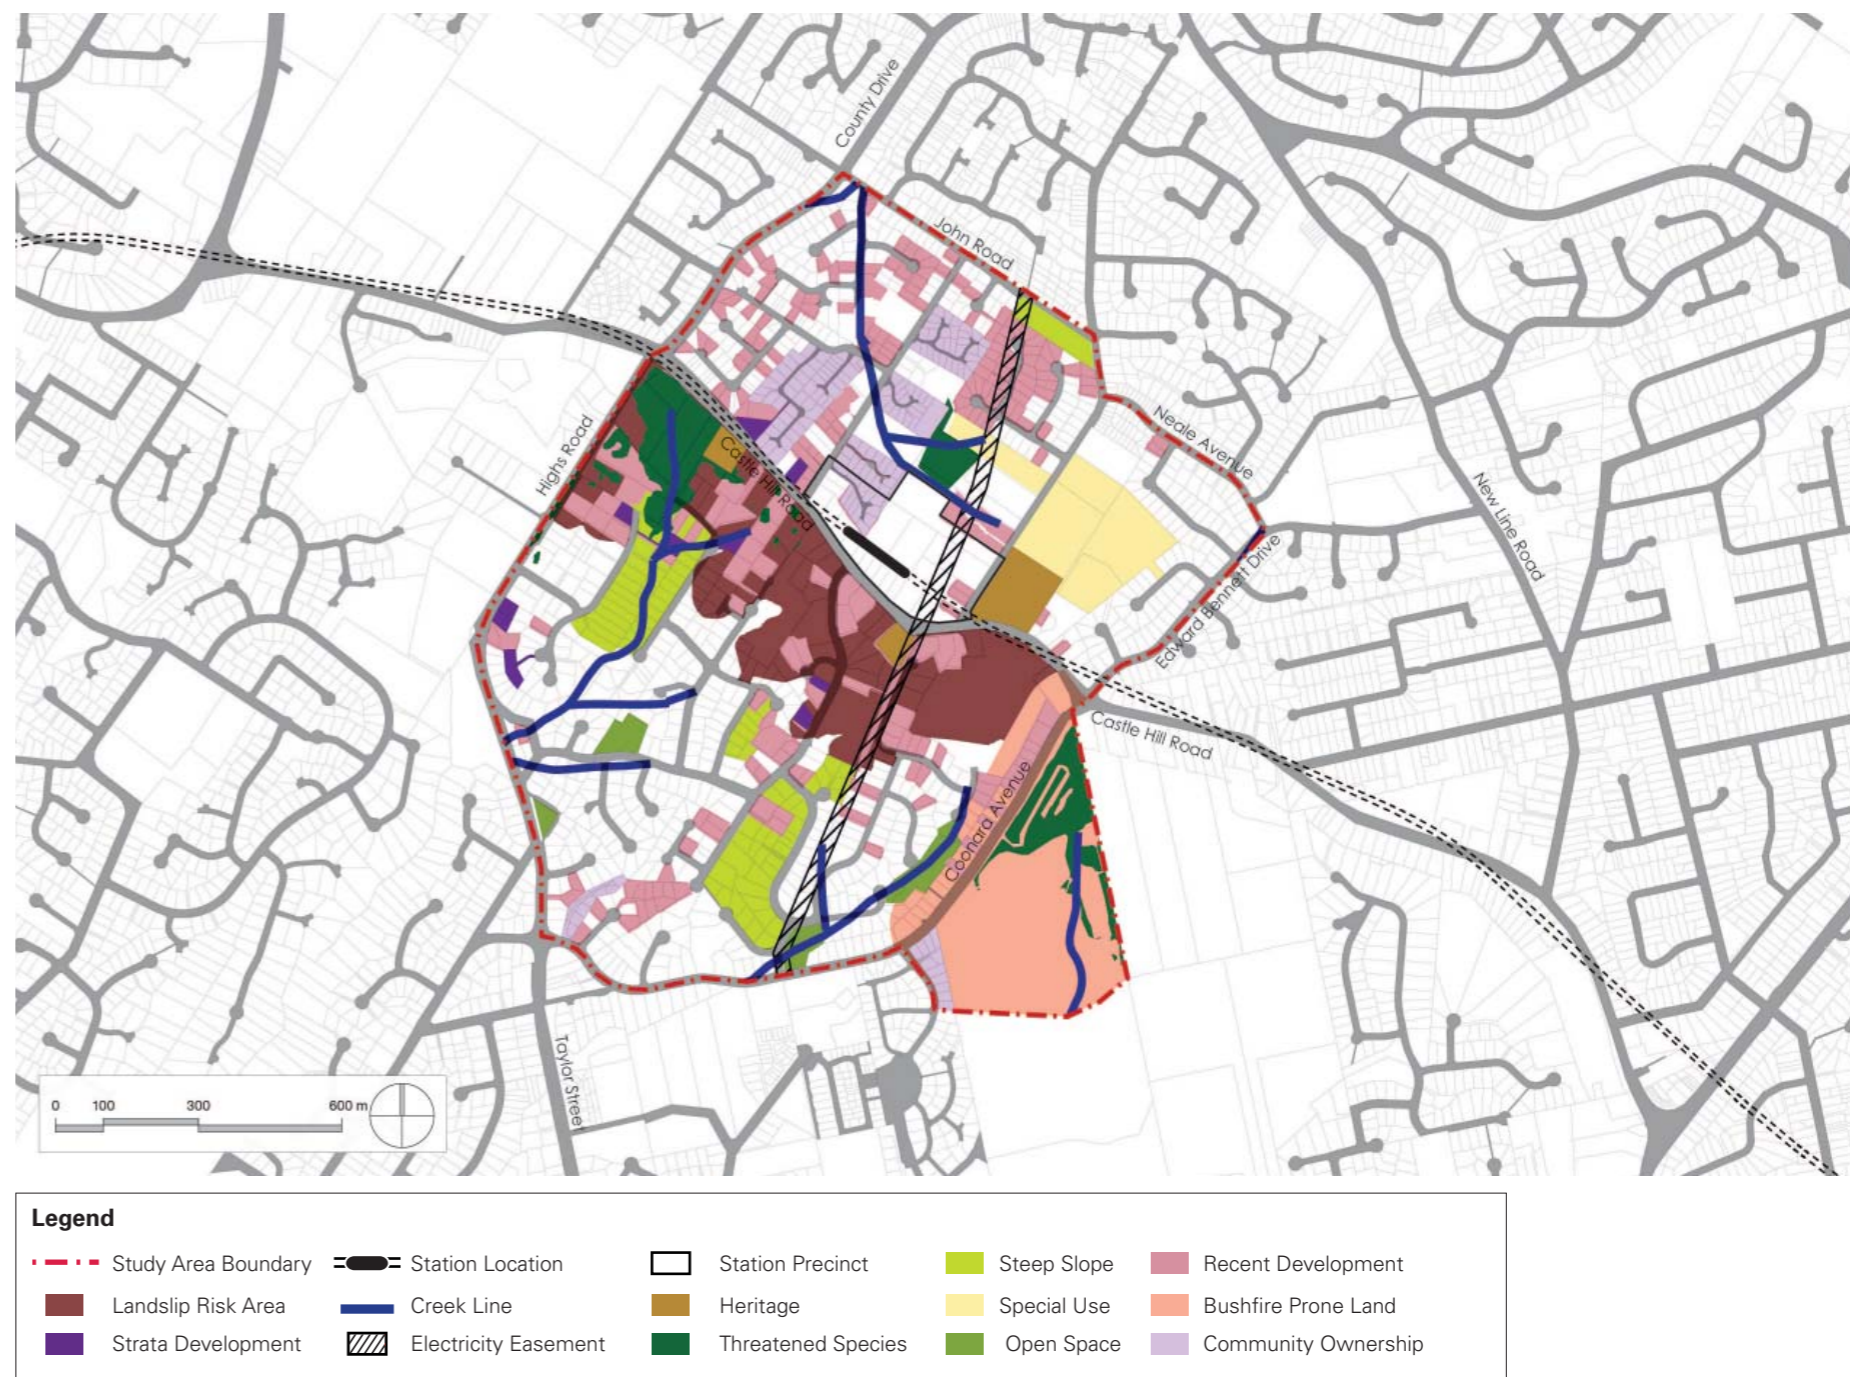 County Drive
John Road
Neale Avenue
Highs Road
Castle Hill Road
New Line Road
Edward Bennett Drive
Castle Hill Road
Coonara Avenue
Taylor Street
0 100 300 600 m
Legend
Study Area Boundary Station Location Station Precinct Steep Slope Recent Development
Landslip Risk Area Creek Line Heritage Special Use Bushfire Prone Land
Strata Development Electricity Easement Threatened Species Open Space Community Ownership